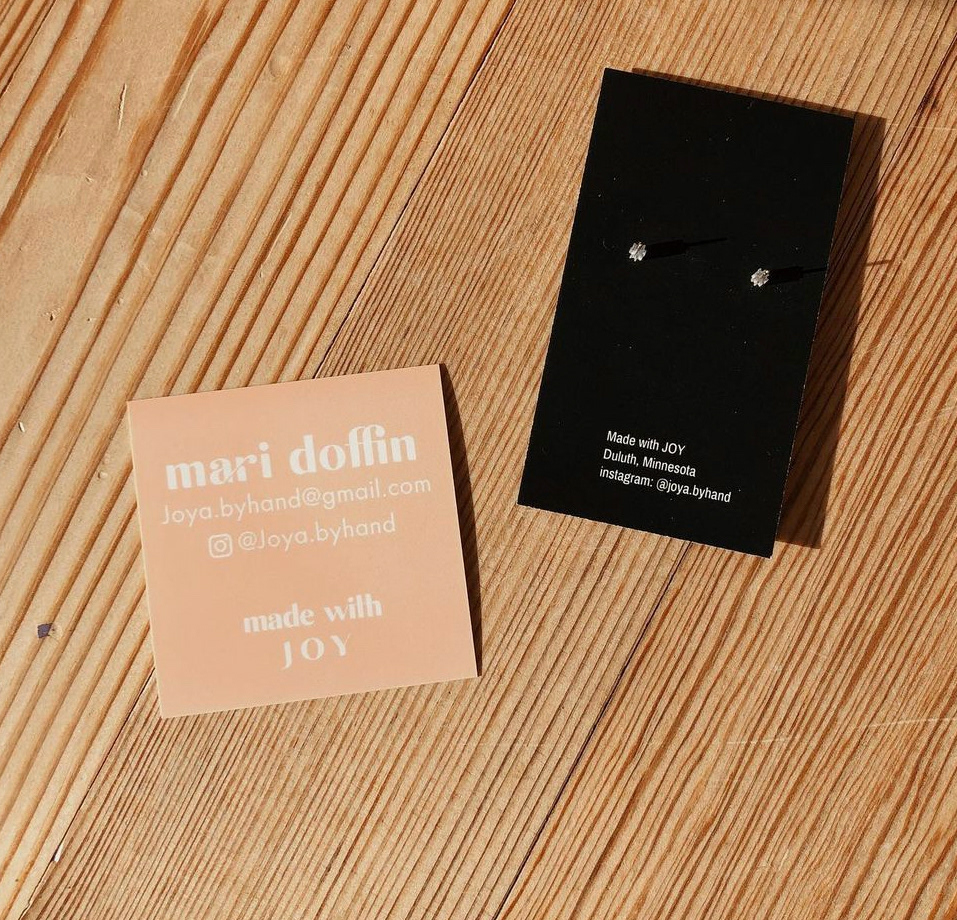 mari doffin
Joya.byhand@gmail.com
@Joya.byhand
made with
JOY
Made with JOY
Duluth, Minnesota
instagram: @joya.byhand